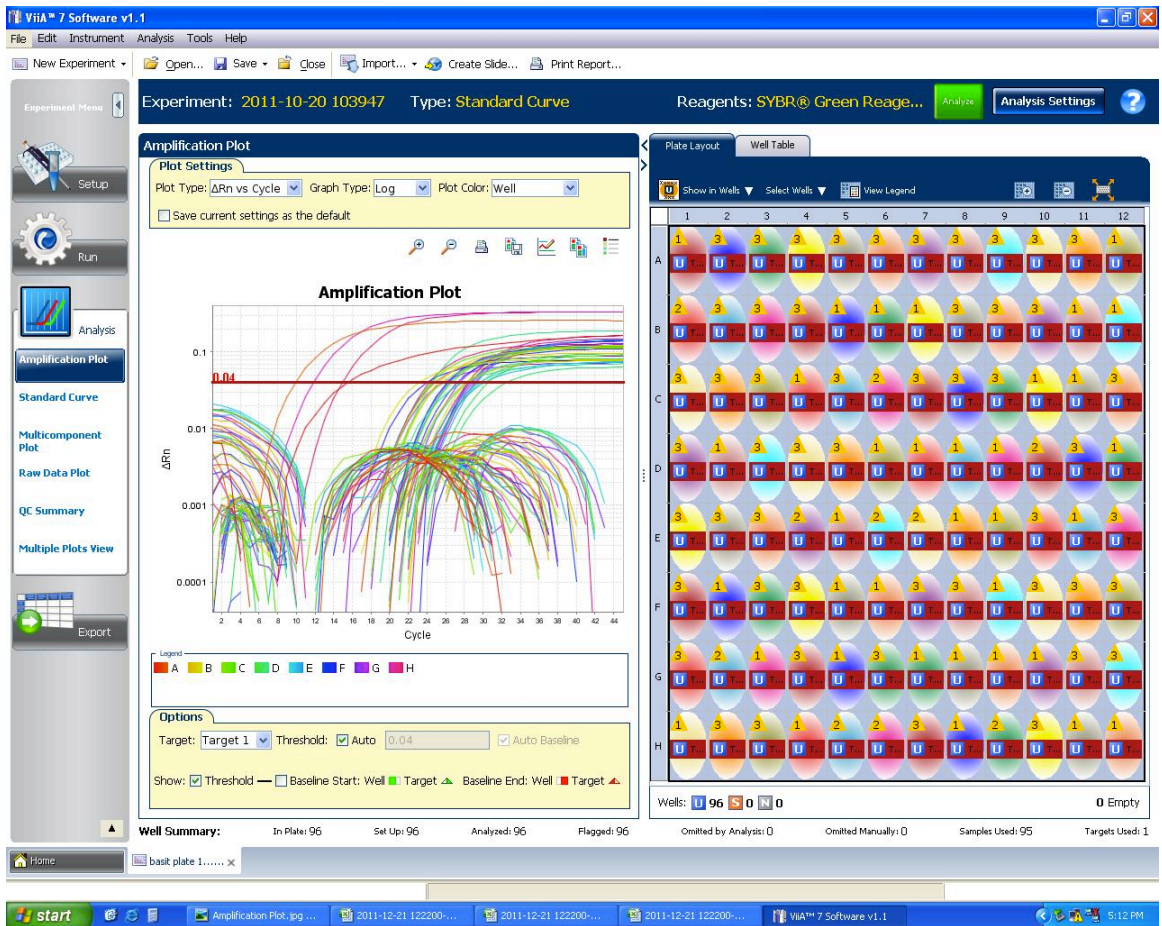 ViiA™ 7 Software v1.1
File Edit Instrument Analysis Tools Help
New Experiment Open... Save Close Import... Create Slide... Print Report...
Experiment Menu
Experiment: 2011-10-20 103947 Type: Standard Curve Reagents: SYBR® Green Reage... Analyze Analysis Settings ?
Setup
Run
Analysis
Amplification Plot
Standard Curve
Multicomponent
Plot
Raw Data Plot
QC Summary
Multiple Plots View
Export
Amplification Plot
Plot Settings
Plot Type: ΔRn vs Cycle Graph Type: Log Plot Color: Well
Save current settings as the default
Amplification Plot
0.04
ΔRn
0.1
0.01
0.001
0.0001
2 4 6 8 10 12 14 16 18 20 22 24 26 28 30 32 34 36 38 40 42 44
Cycle
Legend
A B C D E F G H
Options
Target: Target 1 Threshold: Auto 0.04 Auto Baseline
Show: Threshold Baseline Start: Well Target Baseline End: Well Target
Plate Layout Well Table
Show in Wells Select Wells View Legend
1 2 3 4 5 6 7 8 9 10 11 12
A
B
C
D
E
F
G
H
Wells: U 96 S 0 N 0 0 Empty
Well Summary: In Plate: 96 Set Up: 96 Analyzed: 96 Flagged: 96 Omitted by Analysis: 0 Omitted Manually: 0 Samples Used: 95 Targets Used: 1
Home basit plate 1......
start Amplification Plot.jpg ... 2011-12-21 122200-... 2011-12-21 122200-... 2011-12-21 122200-... ViiA™ 7 Software v1.1 5:12 PM